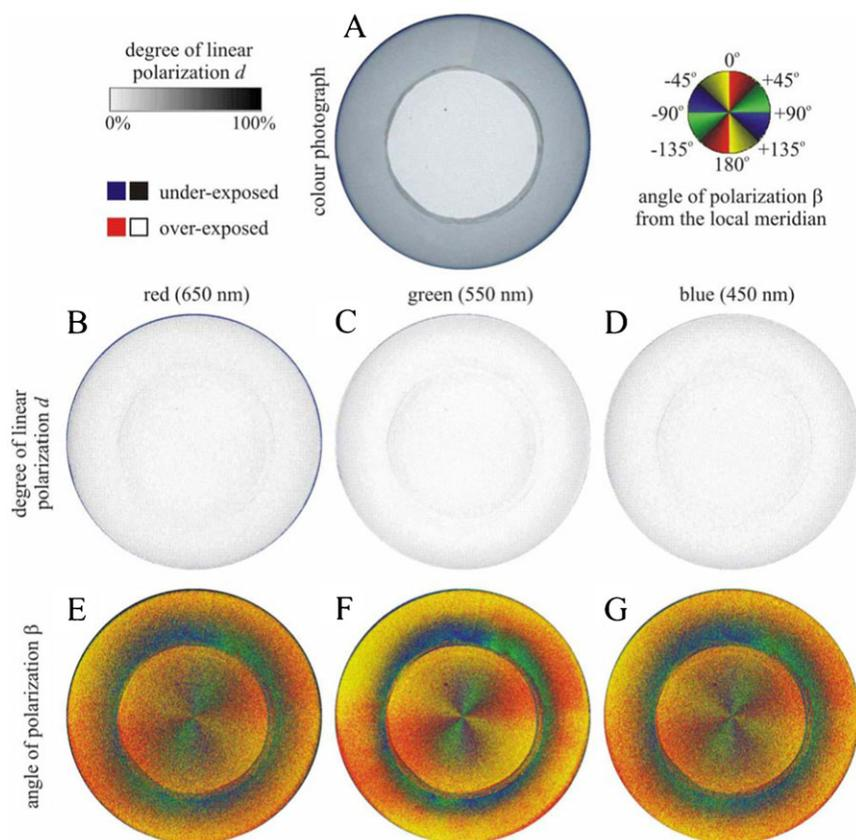 A
degree of linear
polarization d
0% 100%
under-exposed
over-exposed
colour photograph
0°
-45° +45°
-90° +90°
-135° +135°
180°
angle of polarization β
from the local meridian
red (650 nm) green (550 nm) blue (450 nm)
B C D
degree of linear
polarization d
E F G
angle of polarization β